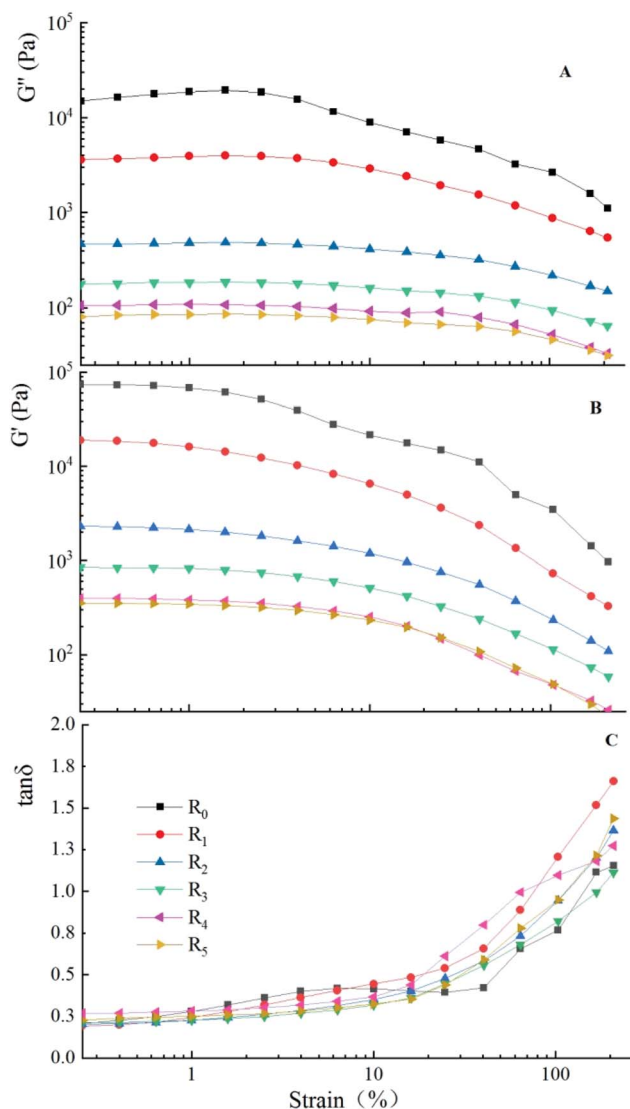 10⁵
A
G'' (Pa)
10⁴
10³
10²
10⁵
B
G' (Pa)
10⁴
10³
10²
2.0
C
tanδ
1.8
1.5
1.3
1.0
0.8
0.5
0.3
0.0
R₀
R₁
R₂
R₃
R₄
R₅
1 10 100
Strain（%）